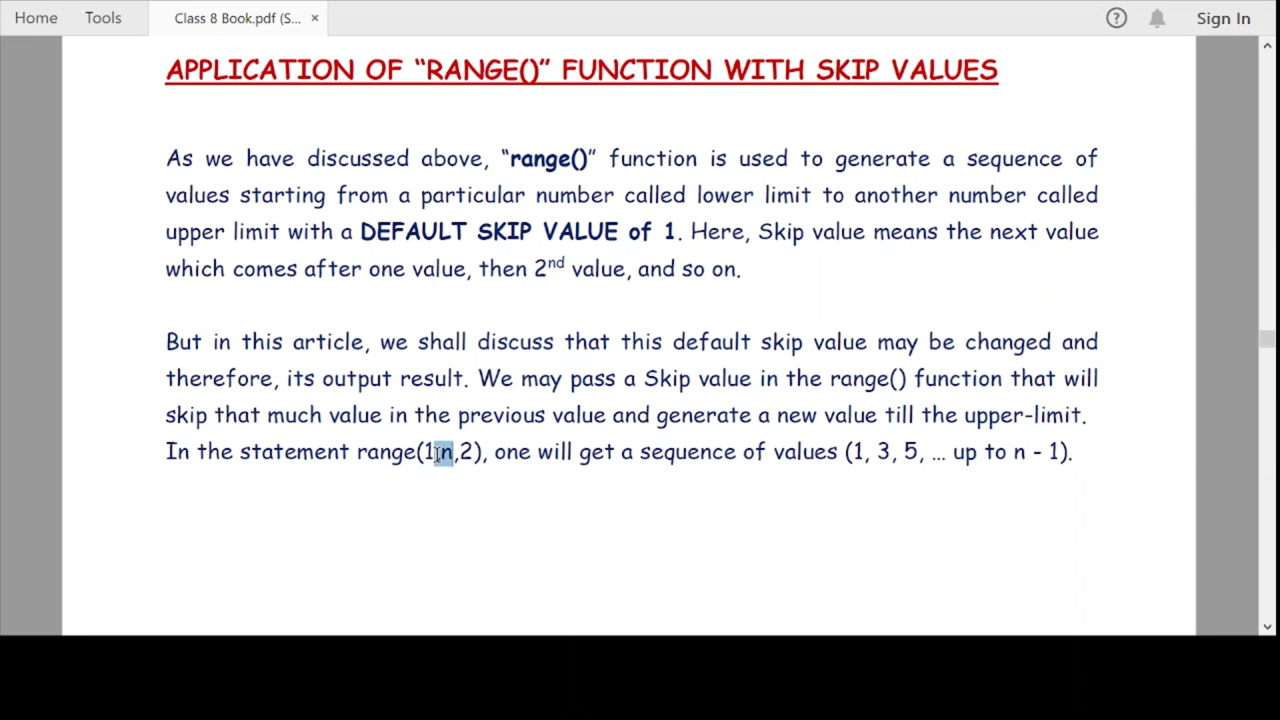 Home Tools Class 8 Book.pdf (S... × ? Sign In
APPLICATION OF “RANGE()” FUNCTION WITH SKIP VALUES
As we have discussed above, “range()” function is used to generate a sequence of
values starting from a particular number called lower limit to another number called
upper limit with a DEFAULT SKIP VALUE of 1. Here, Skip value means the next value
which comes after one value, then 2nd value, and so on.
But in this article, we shall discuss that this default skip value may be changed and
therefore, its output result. We may pass a Skip value in the range() function that will
skip that much value in the previous value and generate a new value till the upper-limit.
In the statement range(1,n,2), one will get a sequence of values (1, 3, 5, … up to n - 1).